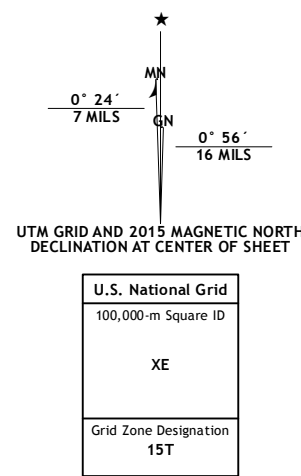 ★
MN
0° 24´
7 MILS
GN
0° 56´
16 MILS
UTM GRID AND 2015 MAGNETIC NORTH
DECLINATION AT CENTER OF SHEET
U.S. National Grid
100,000-m Square ID
XE
Grid Zone Designation
15T